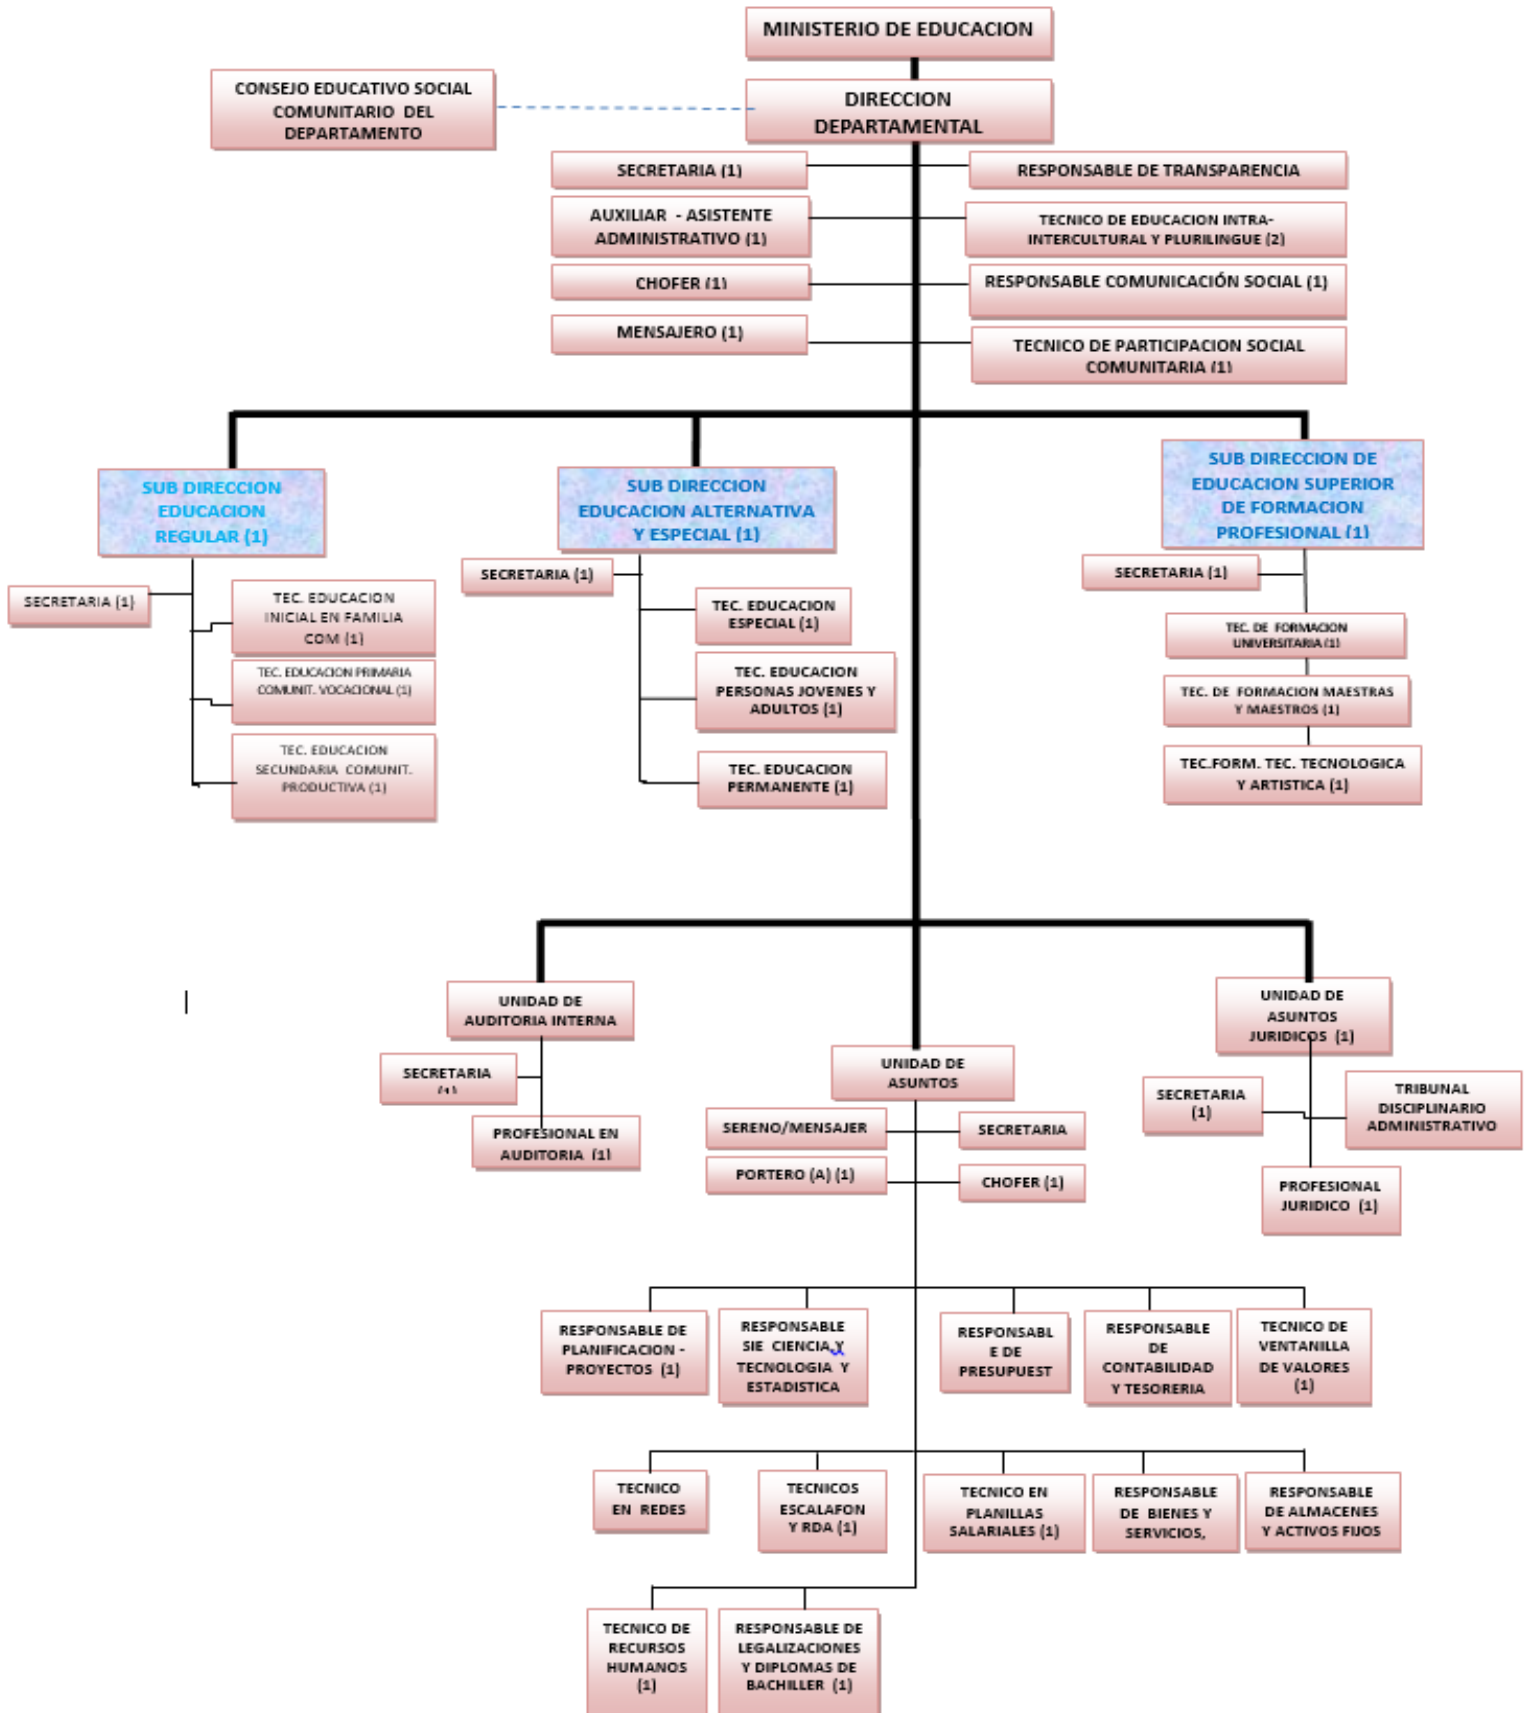 MINISTERIO DE EDUCACION
CONSEJO EDUCATIVO SOCIAL
COMUNITARIO DEL
DEPARTAMENTO
DIRECCION
DEPARTAMENTAL
SECRETARIA (1)
RESPONSABLE DE TRANSPARENCIA
AUXILIAR - ASISTENTE
ADMINISTRATIVO (1)
TECNICO DE EDUCACION INTRA-
INTERCULTURAL Y PLURILINGUE (2)
CHOFER (1)
RESPONSABLE COMUNICACIÓN SOCIAL (1)
MENSAJERO (1)
TECNICO DE PARTICIPACION SOCIAL
COMUNITARIA (1)
SUB DIRECCION
EDUCACION
REGULAR (1)
SECRETARIA (1)
TEC. EDUCACION
INICIAL EN FAMILIA
COM (1)
TEC. EDUCACION PRIMARIA
COMUNIT. VOCACIONAL (1)
TEC. EDUCACION
SECUNDARIA COMUNIT.
PRODUCTIVA (1)
SUB DIRECCION
EDUCACION ALTERNATIVA
Y ESPECIAL (1)
SECRETARIA (1)
TEC. EDUCACION
ESPECIAL (1)
TEC. EDUCACION
PERSONAS JOVENES Y
ADULTOS (1)
TEC. EDUCACION
PERMANENTE (1)
SUB DIRECCION DE
EDUCACION SUPERIOR
DE FORMACION
PROFESIONAL (1)
SECRETARIA (1)
TEC. DE FORMACION
UNIVERSITARIA (1)
TEC. DE FORMACION MAESTRAS
Y MAESTROS (1)
TEC.FORM. TEC. TECNOLOGICA
Y ARTISTICA (1)
UNIDAD DE
AUDITORIA INTERNA
SECRETARIA
(1)
PROFESIONAL EN
AUDITORIA (1)
UNIDAD DE
ASUNTOS
SERENO/MENSAJER
SECRETARIA
PORTERO (A) (1)
CHOFER (1)
UNIDAD DE
ASUNTOS
JURIDICOS (1)
SECRETARIA
(1)
TRIBUNAL
DISCIPLINARIO
ADMINISTRATIVO
PROFESIONAL
JURIDICO (1)
RESPONSABLE DE
PLANIFICACION -
PROYECTOS (1)
RESPONSABLE
SIE CIENCIA,Y
TECNOLOGIA Y
ESTADISTICA
RESPONSABL
E DE
PRESUPUEST
RESPONSABLE
DE
CONTABILIDAD
Y TESORERIA
TECNICO DE
VENTANILLA
DE VALORES
(1)
TECNICO
EN REDES
TECNICOS
ESCALAFON
Y RDA (1)
TECNICO EN
PLANILLAS
SALARIALES (1)
RESPONSABLE
DE BIENES Y
SERVICIOS,
RESPONSABLE
DE ALMACENES
Y ACTIVOS FIJOS
TECNICO DE
RECURSOS
HUMANOS
(1)
RESPONSABLE DE
LEGALIZACIONES
Y DIPLOMAS DE
BACHILLER (1)